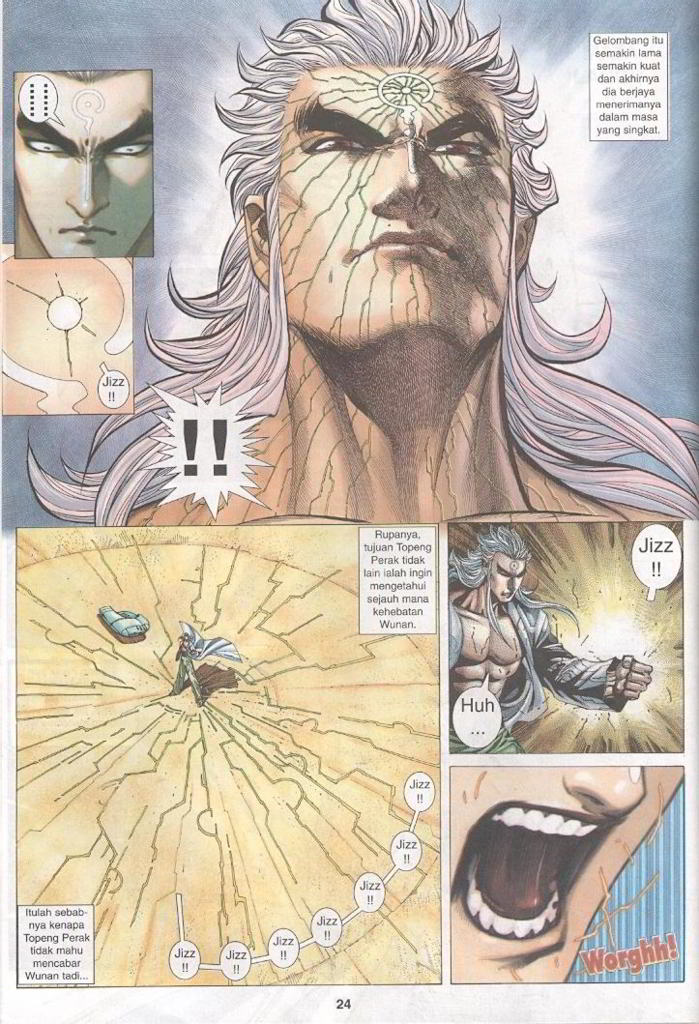 Gelombang itu
semakin lama
semakin kuat
dan akhirnya
dia berjaya
menerimanya
dalam masa
yang singkat.
!!!
Jizz
!!
!!
Rupanya,
tujuan Topeng
Perak tidak
lain ialah ingin
mengetahui
sejauh mana
kehebatan
Wunan.
Jizz
!!
Jizz
!!
Jizz
!!
Jizz
!!
Jizz
!!
Jizz
!!
Jizz
!!
Itulah sebab-
nya kenapa
Topeng Perak
tidak mahu
mencabar
Wunan tadi...
Jizz
!!
Huh
...
Worghh!
24